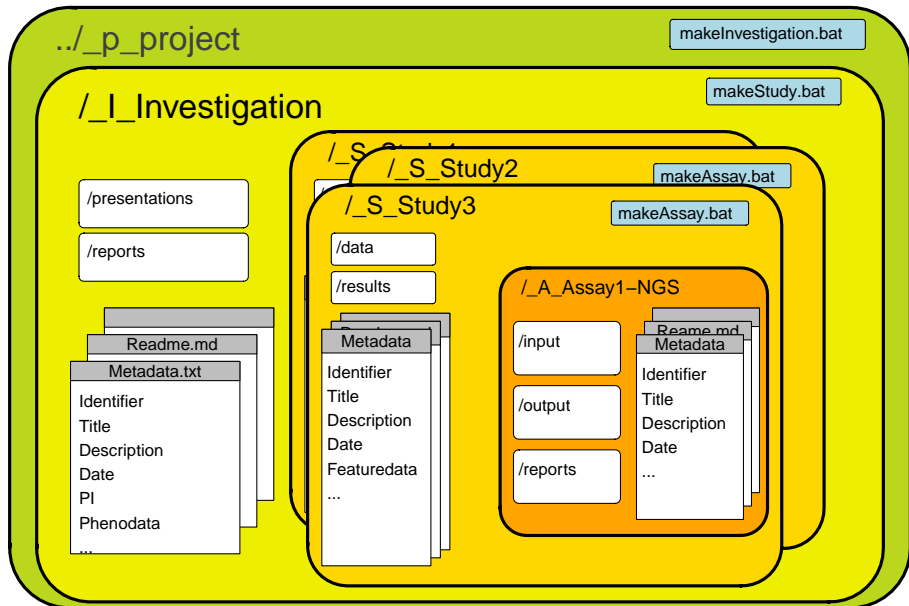 ../_p_project
makeInvestigation.bat
/_I_Investigation
makeStudy.bat
/_S_Study2
makeAssay.bat
/_S_Study3
makeAssay.bat
/presentations
/reports
/data
/results
/_A_Assay1–NGS
/input
/output
/reports
Readme.md
Metadata.txt
Identifier
Title
Description
Date
PI
Phenodata
...
Metadata
Identifier
Title
Description
Date
Featuredata
...
Reame.md
Metadata
Identifier
Title
Description
Date
...